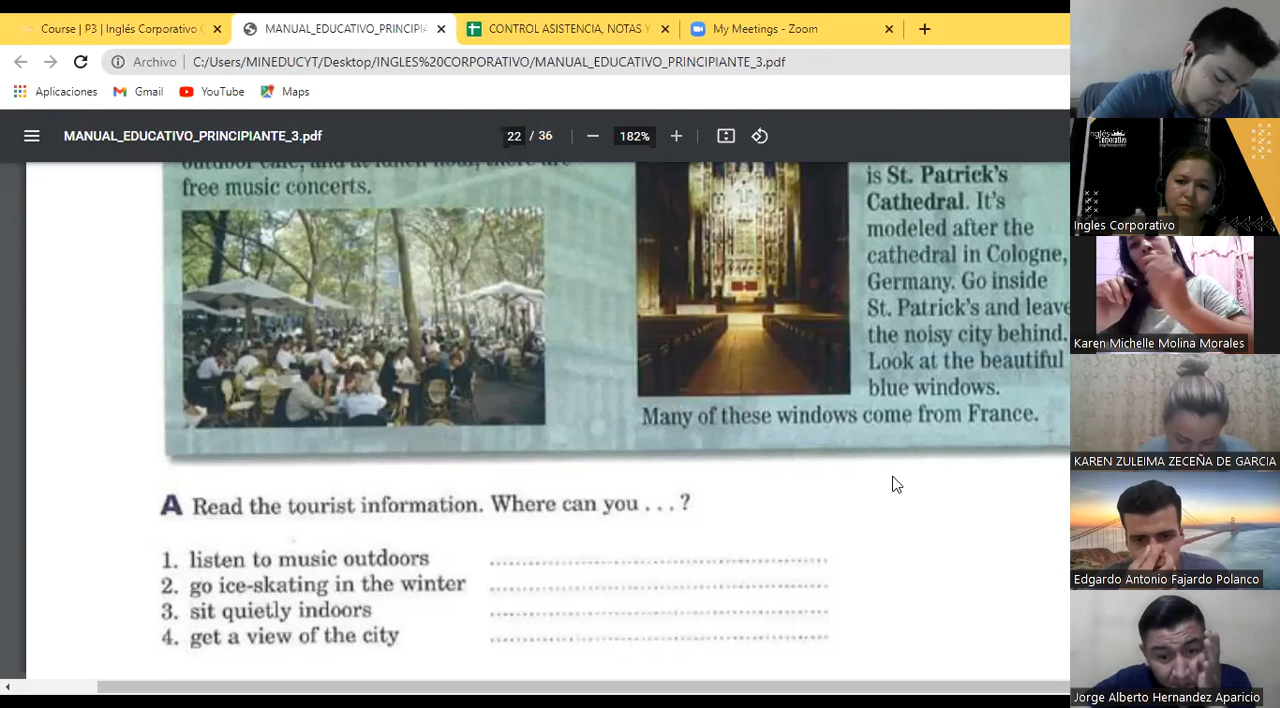 Course | P3 | Inglés Corporativo
MANUAL_EDUCATIVO_PRINCIPI
CONTROL ASISTENCIA, NOTAS Y
My Meetings - Zoom
Archivo
C:/Users/MINEDUCYT/Desktop/INGLES%20CORPORATIVO/MANUAL_EDUCATIVO_PRINCIPIANTE_3.pdf
Aplicaciones
Gmail
YouTube
Maps
MANUAL_EDUCATIVO_PRINCIPIANTE_3.pdf
22 / 36
182%
free music concerts.
is St. Patrick's
Cathedral. It's
modeled after the
cathedral in Cologne,
Germany. Go inside
St. Patrick's and leave
the noisy city behind.
Look at the beautiful
blue windows.
Many of these windows come from France.
A Read the tourist information. Where can you . . . ?
1. listen to music outdoors
2. go ice-skating in the winter
3. sit quietly indoors
4. get a view of the city
Inglés
Corporativo
Ingles Corporativo
Karen Michelle Molina Morales
KAREN ZULEIMA ZECEÑA DE GARCIA
Edgardo Antonio Fajardo Polanco
Jorge Alberto Hernandez Aparicio